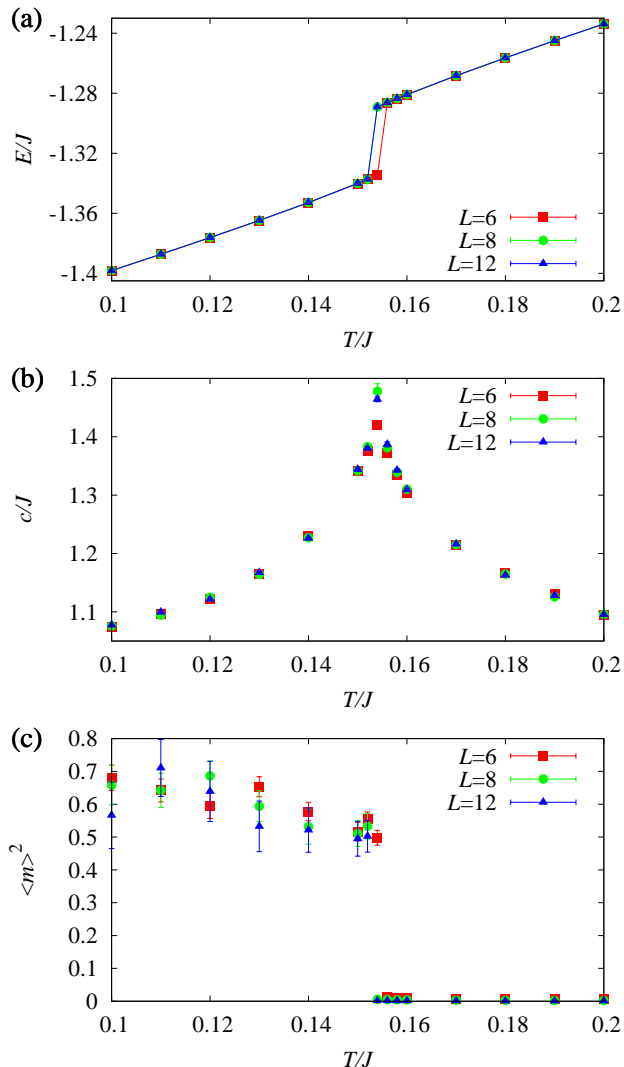 (a)
-1.24
-1.28
-1.32
-1.36
-1.4
E/J
L=6
L=8
L=12
0.1 0.12 0.14 0.16 0.18 0.2
T/J
(b)
1.5
1.4
1.3
1.2
1.1
c/J
L=6
L=8
L=12
0.1 0.12 0.14 0.16 0.18 0.2
T/J
(c)
0.8
0.7
0.6
0.5
0.4
0.3
0.2
0.1
0
<m>²
L=6
L=8
L=12
0.1 0.12 0.14 0.16 0.18 0.2
T/J